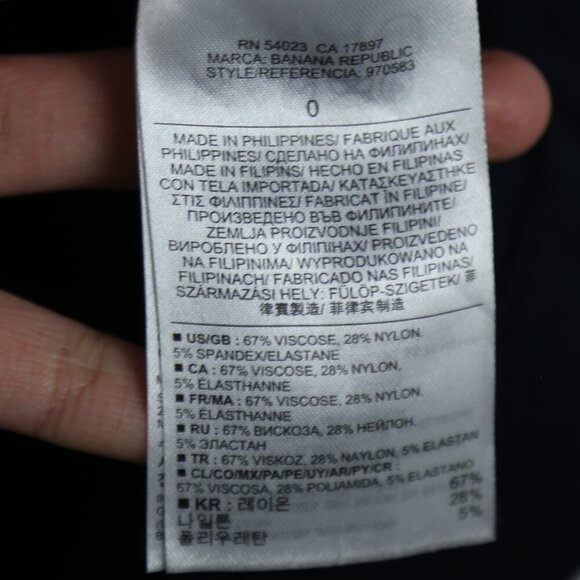 RN 54023 CA 17897
MARCA: BANANA REPUBLIC
STYLE/REFERENCIA: 970583
0
MADE IN PHILIPPINES/ FABRIQUE AUX
PHILIPPINES/ СДЕЛАНО НА ФИЛИПИНАХ/
MADE IN FILIPINS/ HECHO EN FILIPINAS
CON TELA IMPORTADA/ ΚΑΤΑΣΚΕΥΑΣΤΗΚΕ
ΣΤΙΣ ΦΙΛΙΠΠΙΝΕΣ/ FABRICAT ÎN FILIPINE/
ПРОИЗВЕДЕНО ВЪВ ФИЛИПИНИТЕ/
ZEMLJA PROIZVODNJE FILIPINI/
ВИРОБЛЕНО У ФІЛІПІНАХ/ PROIZVEDENO
NA FILIPINIMA/ WYPRODUKOWANO NA
FILIPINACH/ FABRICADO NAS FILIPINAS/
SZÁRMAZÁSI HELY: FÜLÖP-SZIGETEK/ 菲
律賓製造/ 菲律宾制造
■ US/GB : 67% VISCOSE, 28% NYLON,
5% SPANDEX/ELASTANE
■ CA : 67% VISCOSE, 28% NYLON,
5% ÉLASTHANNE
■ FR/MA : 67% VISCOSE, 28% NYLON,
5% ÉLASTHANNE
■ RU : 67% ВИСКОЗА, 28% НЕЙЛОН,
5% ЭЛАСТАН
■ TR : 67% VISKOZ, 28% NAYLON, 5% ELASTAN
■ CL/CO/MX/PA/PE/UY/AR/PY/CR :
67% VISCOSA, 28% POLIAMIDA, 5% ELASTANO
■ KR : 레이온 67%
나일론 28%
폴리우레탄 5%